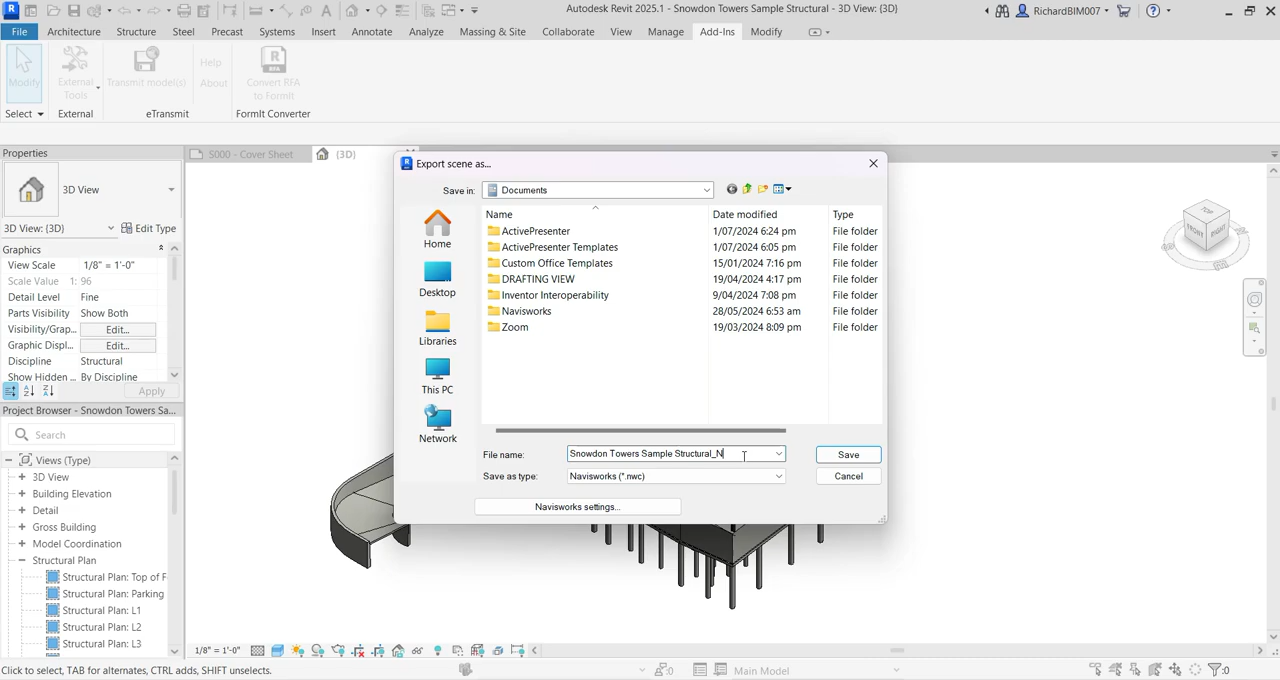 Autodesk Revit 2025.1 - Snowdon Towers Sample Structural - 3D View: {3D}
RichardBIM007
File Architecture Structure Steel Precast Systems Insert Annotate Analyze Massing & Site Collaborate View Manage Add-Ins Modify
Modify External Tools Transmit model(s) Help About Convert RFA to FormIt
Select External eTransmit FormIt Converter
Properties
S000 - Cover Sheet
{3D}
3D View
3D View: {3D} Edit Type
Graphics
View Scale 1/8" = 1'-0"
Scale Value 1: 96
Detail Level Fine
Parts Visibility Show Both
Visibility/Grap... Edit...
Graphic Displ... Edit...
Discipline Structural
Show Hidden ... By Discipline
Apply
Project Browser - Snowdon Towers Sa...
Search
Views (Type)
3D View
Building Elevation
Detail
Gross Building
Model Coordination
Structural Plan
Structural Plan: Top of F
Structural Plan: Parking
Structural Plan: L1
Structural Plan: L2
Structural Plan: L3
Export scene as...
Save in: Documents
Home
Desktop
Libraries
This PC
Network
Name Date modified Type
ActivePresenter 1/07/2024 6:24 pm File folder
ActivePresenter Templates 1/07/2024 6:05 pm File folder
Custom Office Templates 15/01/2024 7:16 pm File folder
DRAFTING VIEW 19/04/2024 4:17 pm File folder
Inventor Interoperability 9/04/2024 7:08 pm File folder
Navisworks 28/05/2024 6:53 am File folder
Zoom 19/03/2024 8:09 pm File folder
File name: Snowdon Towers Sample Structural_N Save
Save as type: Navisworks (*.nwc) Cancel
Navisworks settings...
TOP
FRONT
RIGHT
1/8" = 1'-0"
Click to select, TAB for alternates, CTRL adds, SHIFT unselects.
:0
Main Model
:0